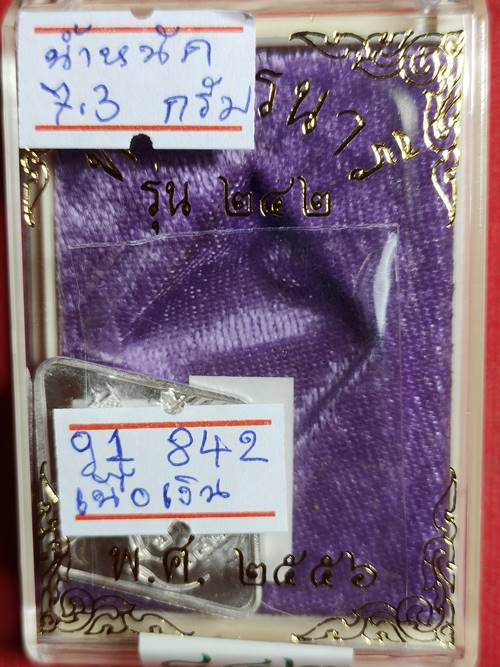 น้ำหนัก
7.3 กรัม
รุ่น ๒๔๒
91 842
เนื้อเงิน
พ.ศ. ๒๕๕๖